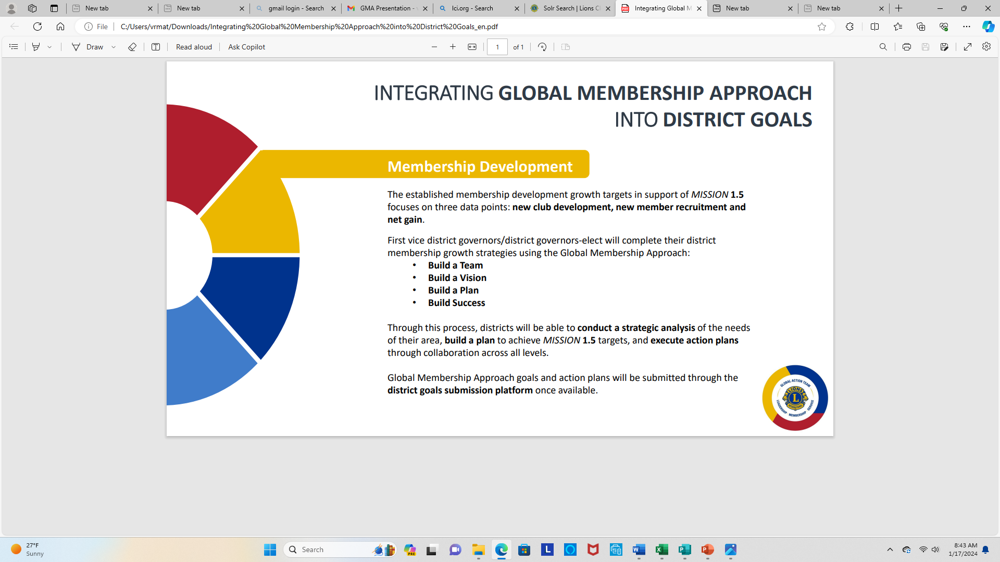 New tab
New tab
gmail login - Search
GMA Presentation -
lci.org - Search
Solr Search | Lions Cl
Integrating Global M
New tab
New tab
File
C:/Users/vrmat/Downloads/Integrating%20Global%20Membership%20Approach%20into%20District%20Goals_en.pdf
Draw
Read aloud
Ask Copilot
1
of 1
INTEGRATING GLOBAL MEMBERSHIP APPROACH
INTO DISTRICT GOALS
Membership Development
The established membership development growth targets in support of MISSION 1.5
focuses on three data points: new club development, new member recruitment and
net gain.
First vice district governors/district governors-elect will complete their district
membership growth strategies using the Global Membership Approach:
• Build a Team
• Build a Vision
• Build a Plan
• Build Success
Through this process, districts will be able to conduct a strategic analysis of the needs
of their area, build a plan to achieve MISSION 1.5 targets, and execute action plans
through collaboration across all levels.
Global Membership Approach goals and action plans will be submitted through the
district goals submission platform once available.
GLOBAL ACTION TEAM
LIONS
L
INTERNATIONAL
LEADERSHIP · MEMBERSHIP · SERVICE
27°F
Sunny
Search
PRE
L
8:43 AM
1/17/2024